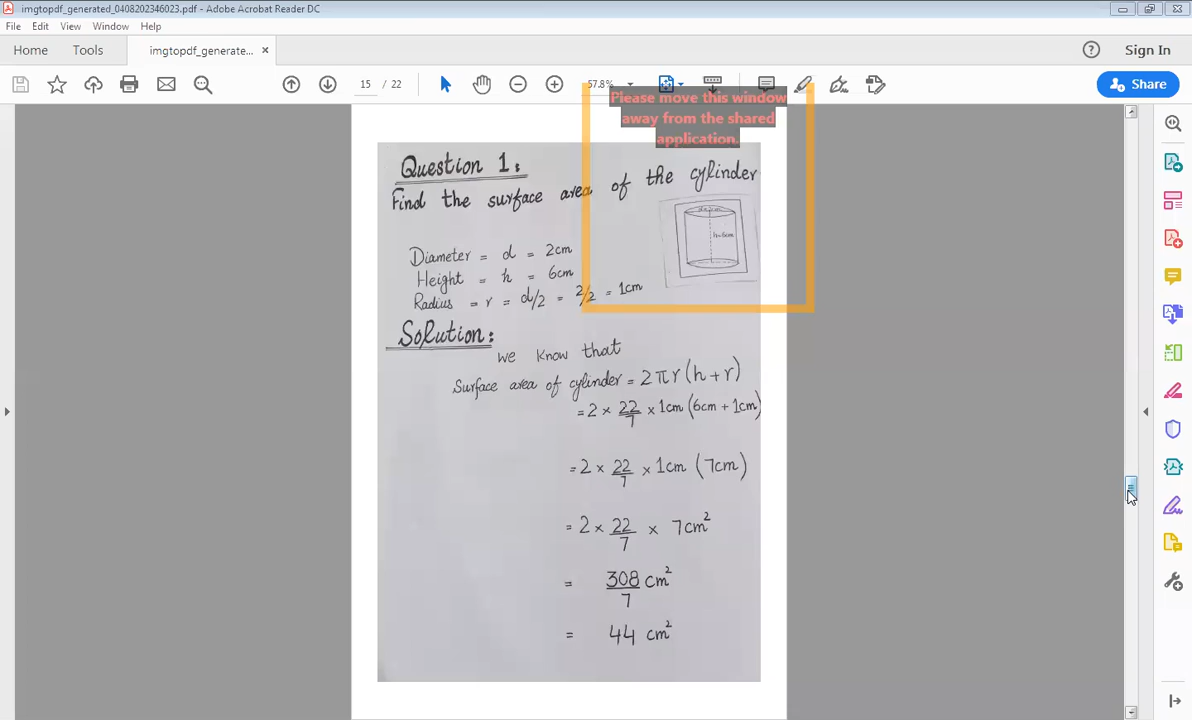 imgtopdf_generated_0408202346023.pdf - Adobe Acrobat Reader DC
File Edit View Window Help
Home Tools imgtopdf_generate... × Sign In
15 / 22 57.8% Share
Please move this window
away from the shared
application.
Question 1:
Find the surface area of the cylinder
h=6cm
Diameter = d = 2cm
Height = h = 6cm
Radius = r = d/2 = 2/2 = 1cm
Solution:
We know that
Surface area of cylinder = 2πr(h+r)
= 2 × 22/7 × 1cm (6cm + 1cm)
= 2 × 22/7 × 1cm (7cm)
= 2 × 22/7 × 7cm²
= 308/7 cm²
= 44 cm²